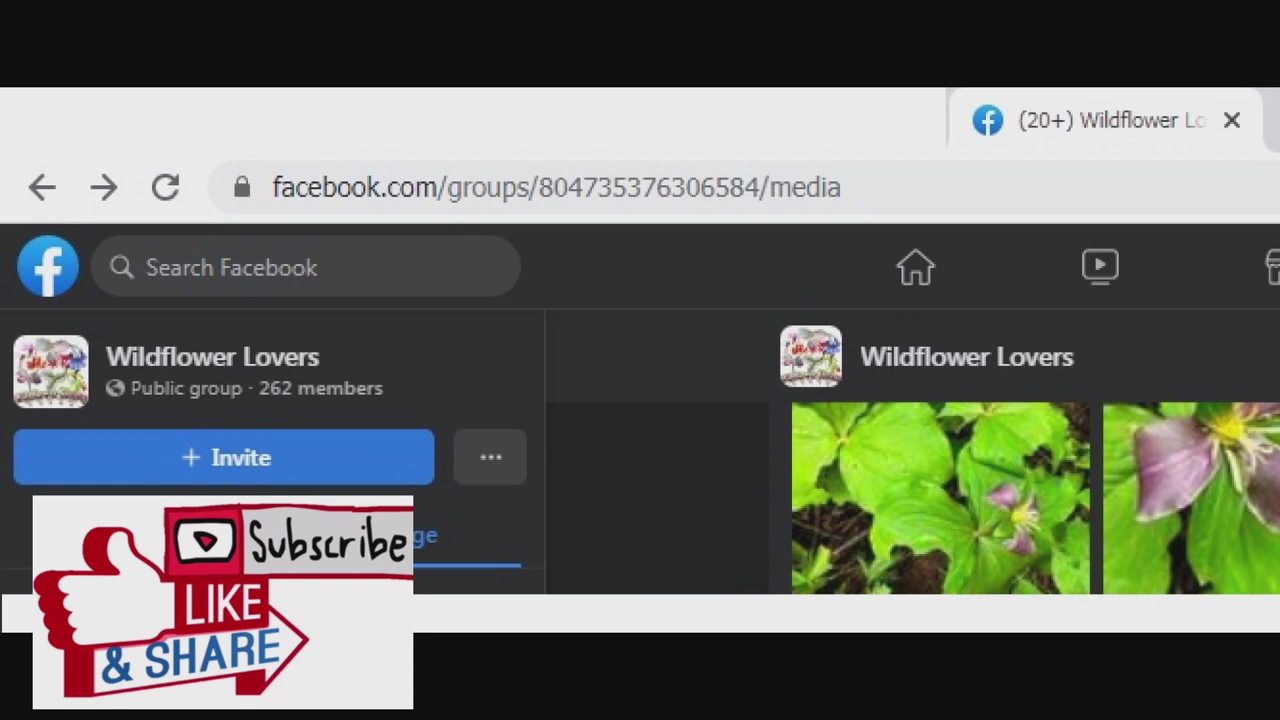 (20+) Wildflower Lo
facebook.com/groups/804735376306584/media
Search Facebook
Wildflower Lovers
Public group · 262 members
Wildflower Lovers
+ Invite
ge
Subscribe
LIKE
& SHARE